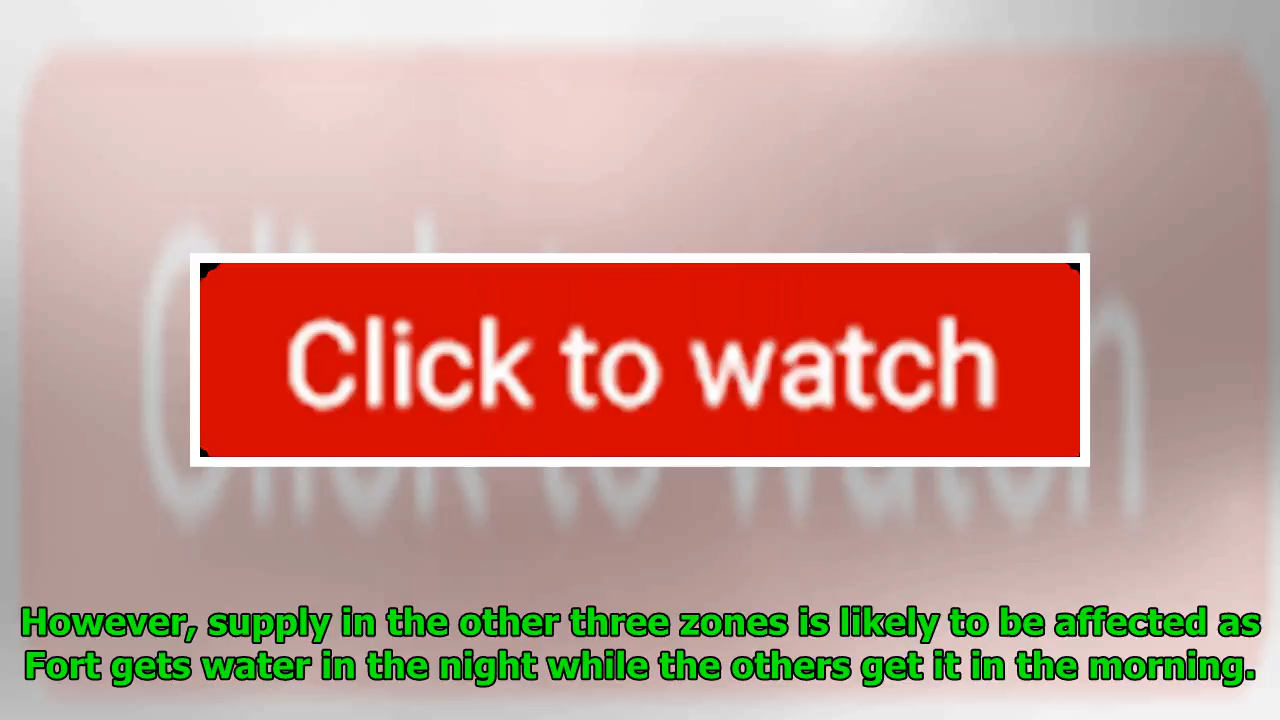 Click to watch
However, supply in the other three zones is likely to be affected as
Fort gets water in the night while the others get it in the morning.